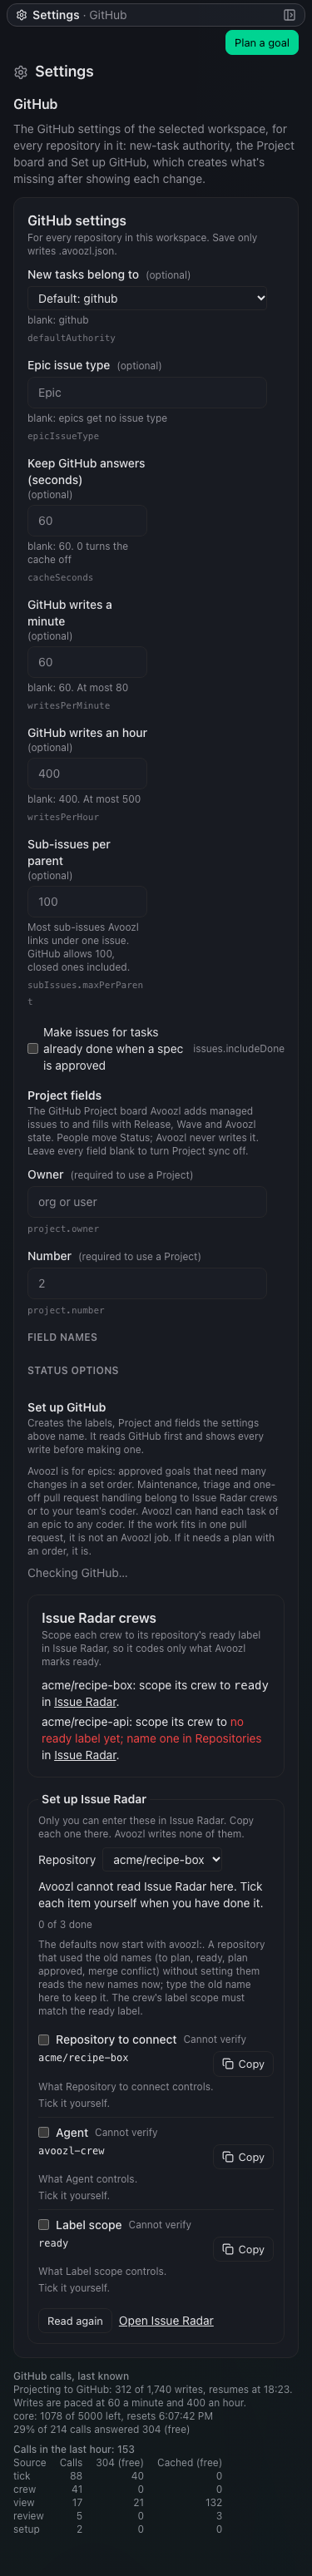 Settings · GitHub
Plan a goal
Settings
GitHub
The GitHub settings of the selected workspace, for
every repository in it: new-task authority, the Project
board and Set up GitHub, which creates what's
missing after showing each change.
GitHub settings
For every repository in this workspace. Save only
writes .avoozl.json.
New tasks belong to (optional)
Default: github
blank: github
defaultAuthority
Epic issue type (optional)
Epic
blank: epics get no issue type
epicIssueType
Keep GitHub answers
(seconds)
(optional)
60
blank: 60. 0 turns the
cache off
cacheSeconds
GitHub writes a
minute
(optional)
60
blank: 60. At most 80
writesPerMinute
GitHub writes an hour
(optional)
400
blank: 400. At most 500
writesPerHour
Sub-issues per
parent
(optional)
100
Most sub-issues Avoozl
links under one issue.
GitHub allows 100,
closed ones included.
subIssues.maxPerParen
t
Make issues for tasks
already done when a spec issues.includeDone
is approved
Project fields
The GitHub Project board Avoozl adds managed
issues to and fills with Release, Wave and Avoozl
state. People move Status; Avoozl never writes it.
Leave every field blank to turn Project sync off.
Owner (required to use a Project)
org or user
project.owner
Number (required to use a Project)
2
project.number
FIELD NAMES
STATUS OPTIONS
Set up GitHub
Creates the labels, Project and fields the settings
above name. It reads GitHub first and shows every
write before making one.
Avoozl is for epics: approved goals that need many
changes in a set order. Maintenance, triage and one-
off pull request handling belong to Issue Radar crews
or to your team's coder. Avoozl can hand each task of
an epic to any coder. If the work fits in one pull
request, it is not an Avoozl job. If it needs a plan with
an order, it is.
Checking GitHub...
Issue Radar crews
Scope each crew to its repository's ready label
in Issue Radar, so it codes only what Avoozl
marks ready.
acme/recipe-box: scope its crew to ready
in Issue Radar.
acme/recipe-api: scope its crew to no
ready label yet; name one in Repositories
in Issue Radar.
Set up Issue Radar
Only you can enter these in Issue Radar. Copy
each one there. Avoozl writes none of them.
Repository acme/recipe-box
Avoozl cannot read Issue Radar here. Tick
each item yourself when you have done it.
0 of 3 done
The defaults now start with avoozl:. A repository
that used the old names (to plan, ready, plan
approved, merge conflict) without setting them
reads the new names now; type the old name
here to keep it. The crew's label scope must
match the ready label.
Repository to connect Cannot verify
acme/recipe-box
Copy
What Repository to connect controls.
Tick it yourself.
Agent Cannot verify
avoozl-crew
Copy
What Agent controls.
Tick it yourself.
Label scope Cannot verify
ready
Copy
What Label scope controls.
Tick it yourself.
Read again Open Issue Radar
GitHub calls, last known
Projecting to GitHub: 312 of 1,740 writes, resumes at 18:23.
Writes are paced at 60 a minute and 400 an hour.
core: 1078 of 5000 left, resets 6:07:42 PM
29% of 214 calls answered 304 (free)
Calls in the last hour: 153
Source Calls 304 (free) Cached (free)
tick 88 40 0
crew 41 0 0
view 17 21 132
review 5 0 3
setup 2 0 0